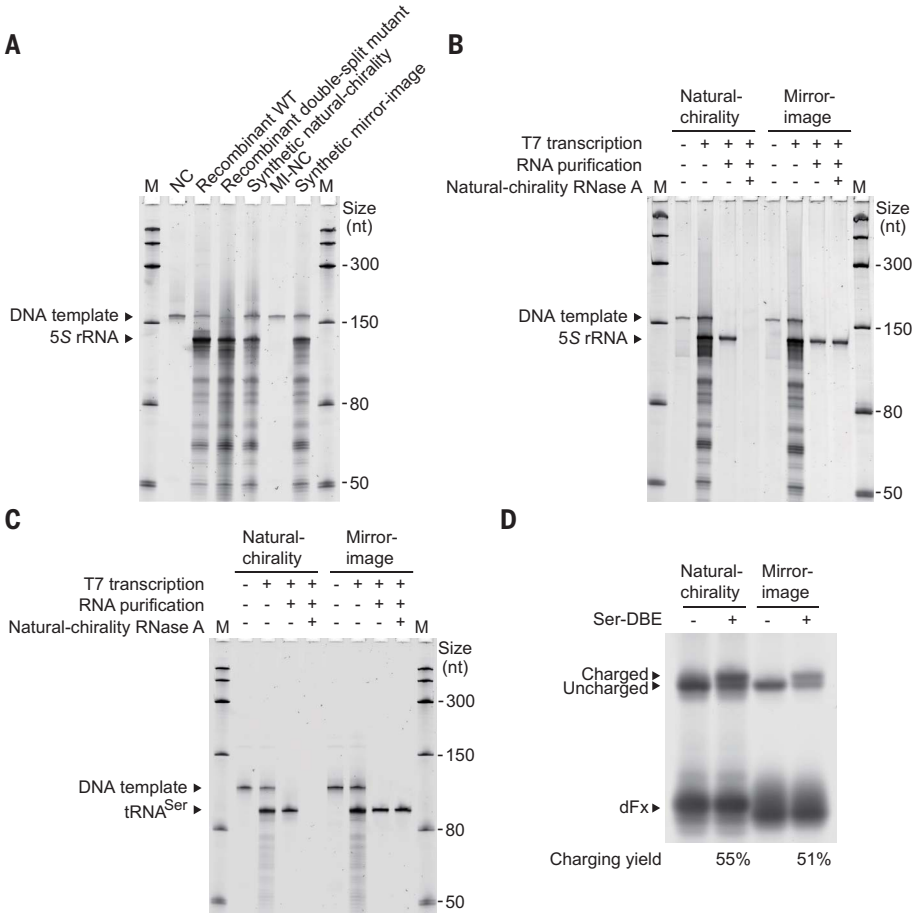 A
M
NC
Recombinant WT
Recombinant double-split mutant
Synthetic natural-chirality
MI-NC
Synthetic mirror-image
M
Size
(nt)
300
DNA template
150
5S rRNA
80
50
B
Natural-
chirality
Mirror-
image
T7 transcription - + + + - + + +
RNA purification - - + + - - + +
Natural-chirality RNase A M - - - + - - - + M
Size
(nt)
300
DNA template
150
5S rRNA
80
50
C
Natural-
chirality
Mirror-
image
T7 transcription - + + + - + + +
RNA purification - - + + - - + +
Natural-chirality RNase A M - - - + - - - + M
Size
(nt)
300
150
DNA template
tRNASer
80
50
D
Natural-
chirality
Mirror-
image
Ser-DBE - + - +
Charged
Uncharged
dFx
Charging yield 55% 51%